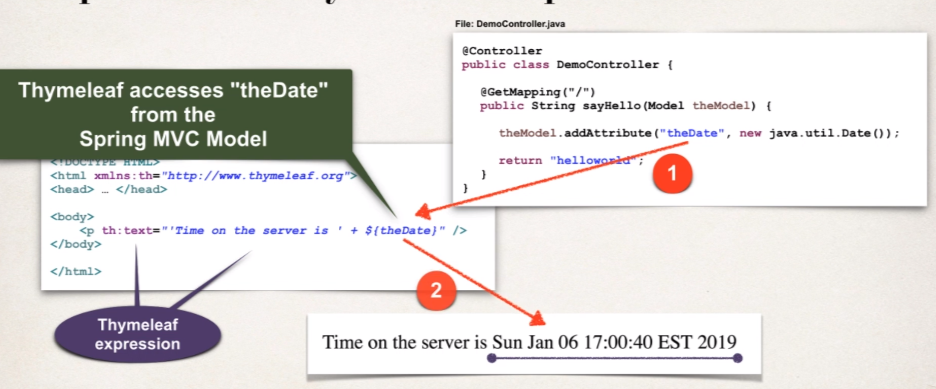 File: DemoController.java
@Controller
public class DemoController {
@GetMapping("/")
public String sayHello(Model theModel) {
theModel.addAttribute("theDate", new java.util.Date());
return "helloworld";
}
}
1
Thymeleaf accesses "theDate"
from the
Spring MVC Model
<!DOCTYPE HTML>
<html xmlns:th="http://www.thymeleaf.org">
<head> … </head>
<body>
<p th:text="'Time on the server is ' + ${theDate}" />
</body>
</html>
2
Thymeleaf
expression
Time on the server is Sun Jan 06 17:00:40 EST 2019